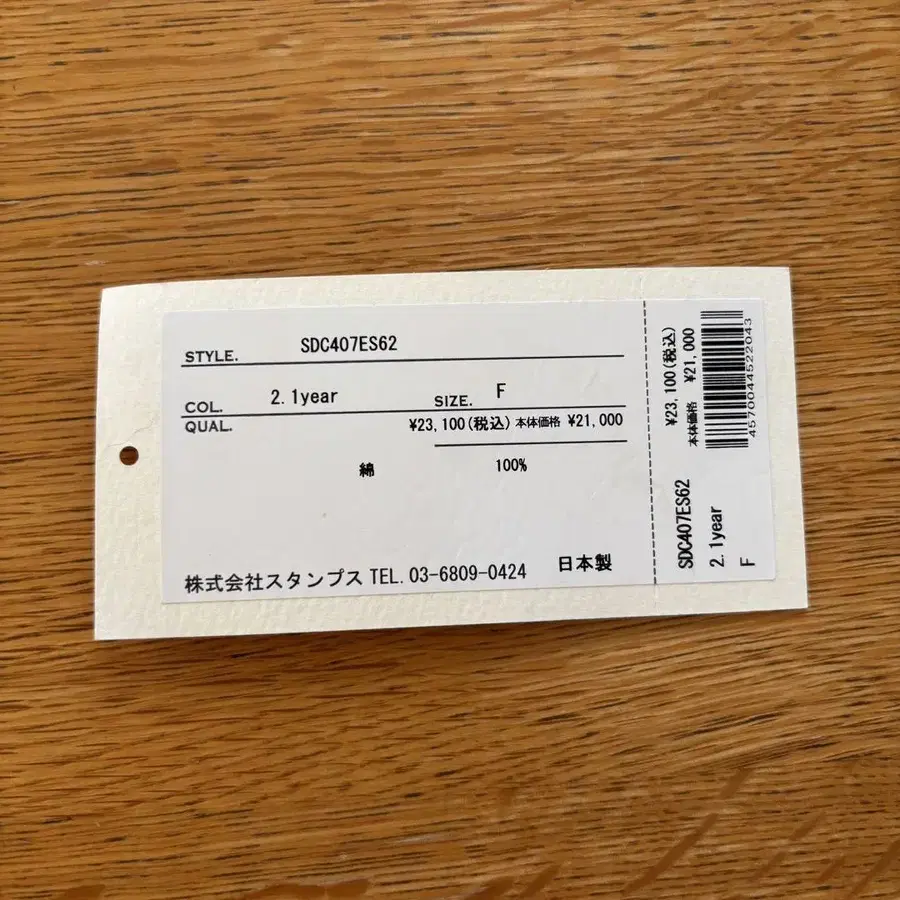 STYLE. SDC407ES62
COL. 2.1year SIZE. F
QUAL. ¥23,100(税込) 本体価格 ¥21,000
綿 100%
株式会社スタンプス TEL. 03-6809-0424 日本製
¥23,100(税込)
本体価格 ¥21,000
4570044522043
SDC407ES62
2.1year
F